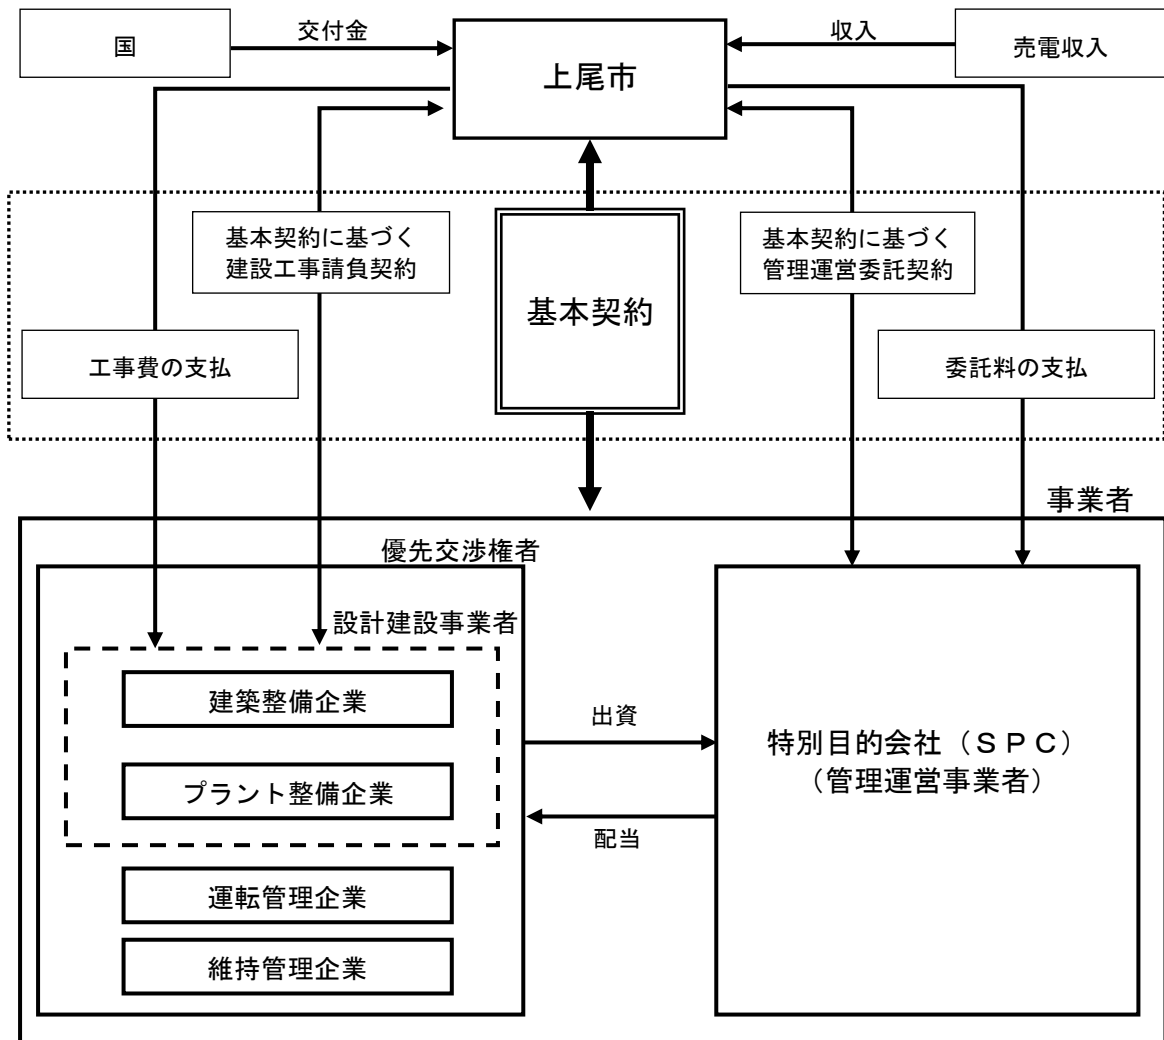 国
交付金
上尾市
収入
売電収入
基本契約に基づく
建設工事請負契約
基本契約
基本契約に基づく
管理運営委託契約
工事費の支払
委託料の支払
事業者
優先交渉権者
設計建設事業者
建築整備企業
プラント整備企業
運転管理企業
維持管理企業
出資
配当
特別目的会社（ＳＰＣ）
（管理運営事業者）